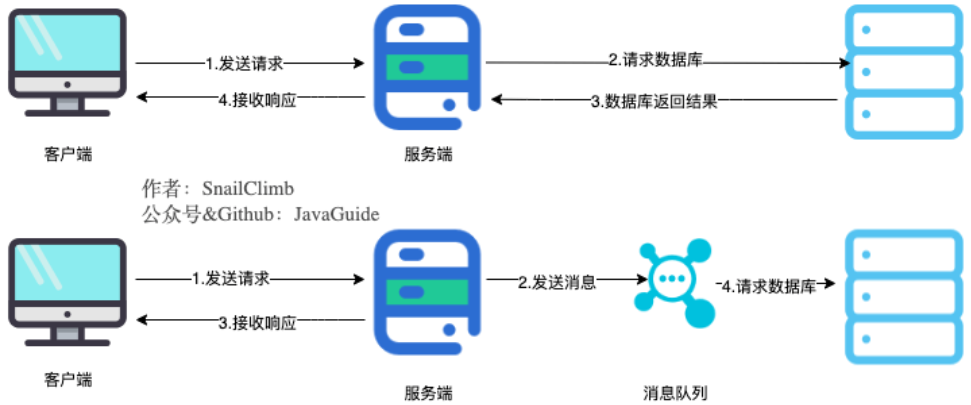 1.发送请求
2.请求数据库
4.接收响应
3.数据库返回结果
客户端
服务端
作者：SnailClimb
公众号&Github：JavaGuide
1.发送请求
2.发送消息
4.请求数据库
3.接收响应
客户端
服务端
消息队列